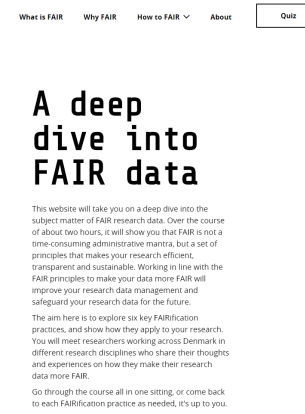 What is FAIR Why FAIR How to FAIR About Quiz
A deep
dive into
FAIR data
This website will take you on a deep dive into the
subject matter of FAIR research data. Over the course
of about two hours, it will show you that FAIR is not a
time-consuming administrative mantra, but a set of
principles that makes your research efficient,
transparent and sustainable. Working in line with the
FAIR principles to make your data more FAIR will
improve your research data management and
safeguard your research data for the future.
The aim here is to explore six key FAIRification
practices, and show how they apply to your research.
You will meet researchers working across Denmark in
different research disciplines who share their thoughts
and experiences on how they make their research
data more FAIR.
Go through the course all in one sitting, or come back
to each FAIRification practice as needed, it's up to you.